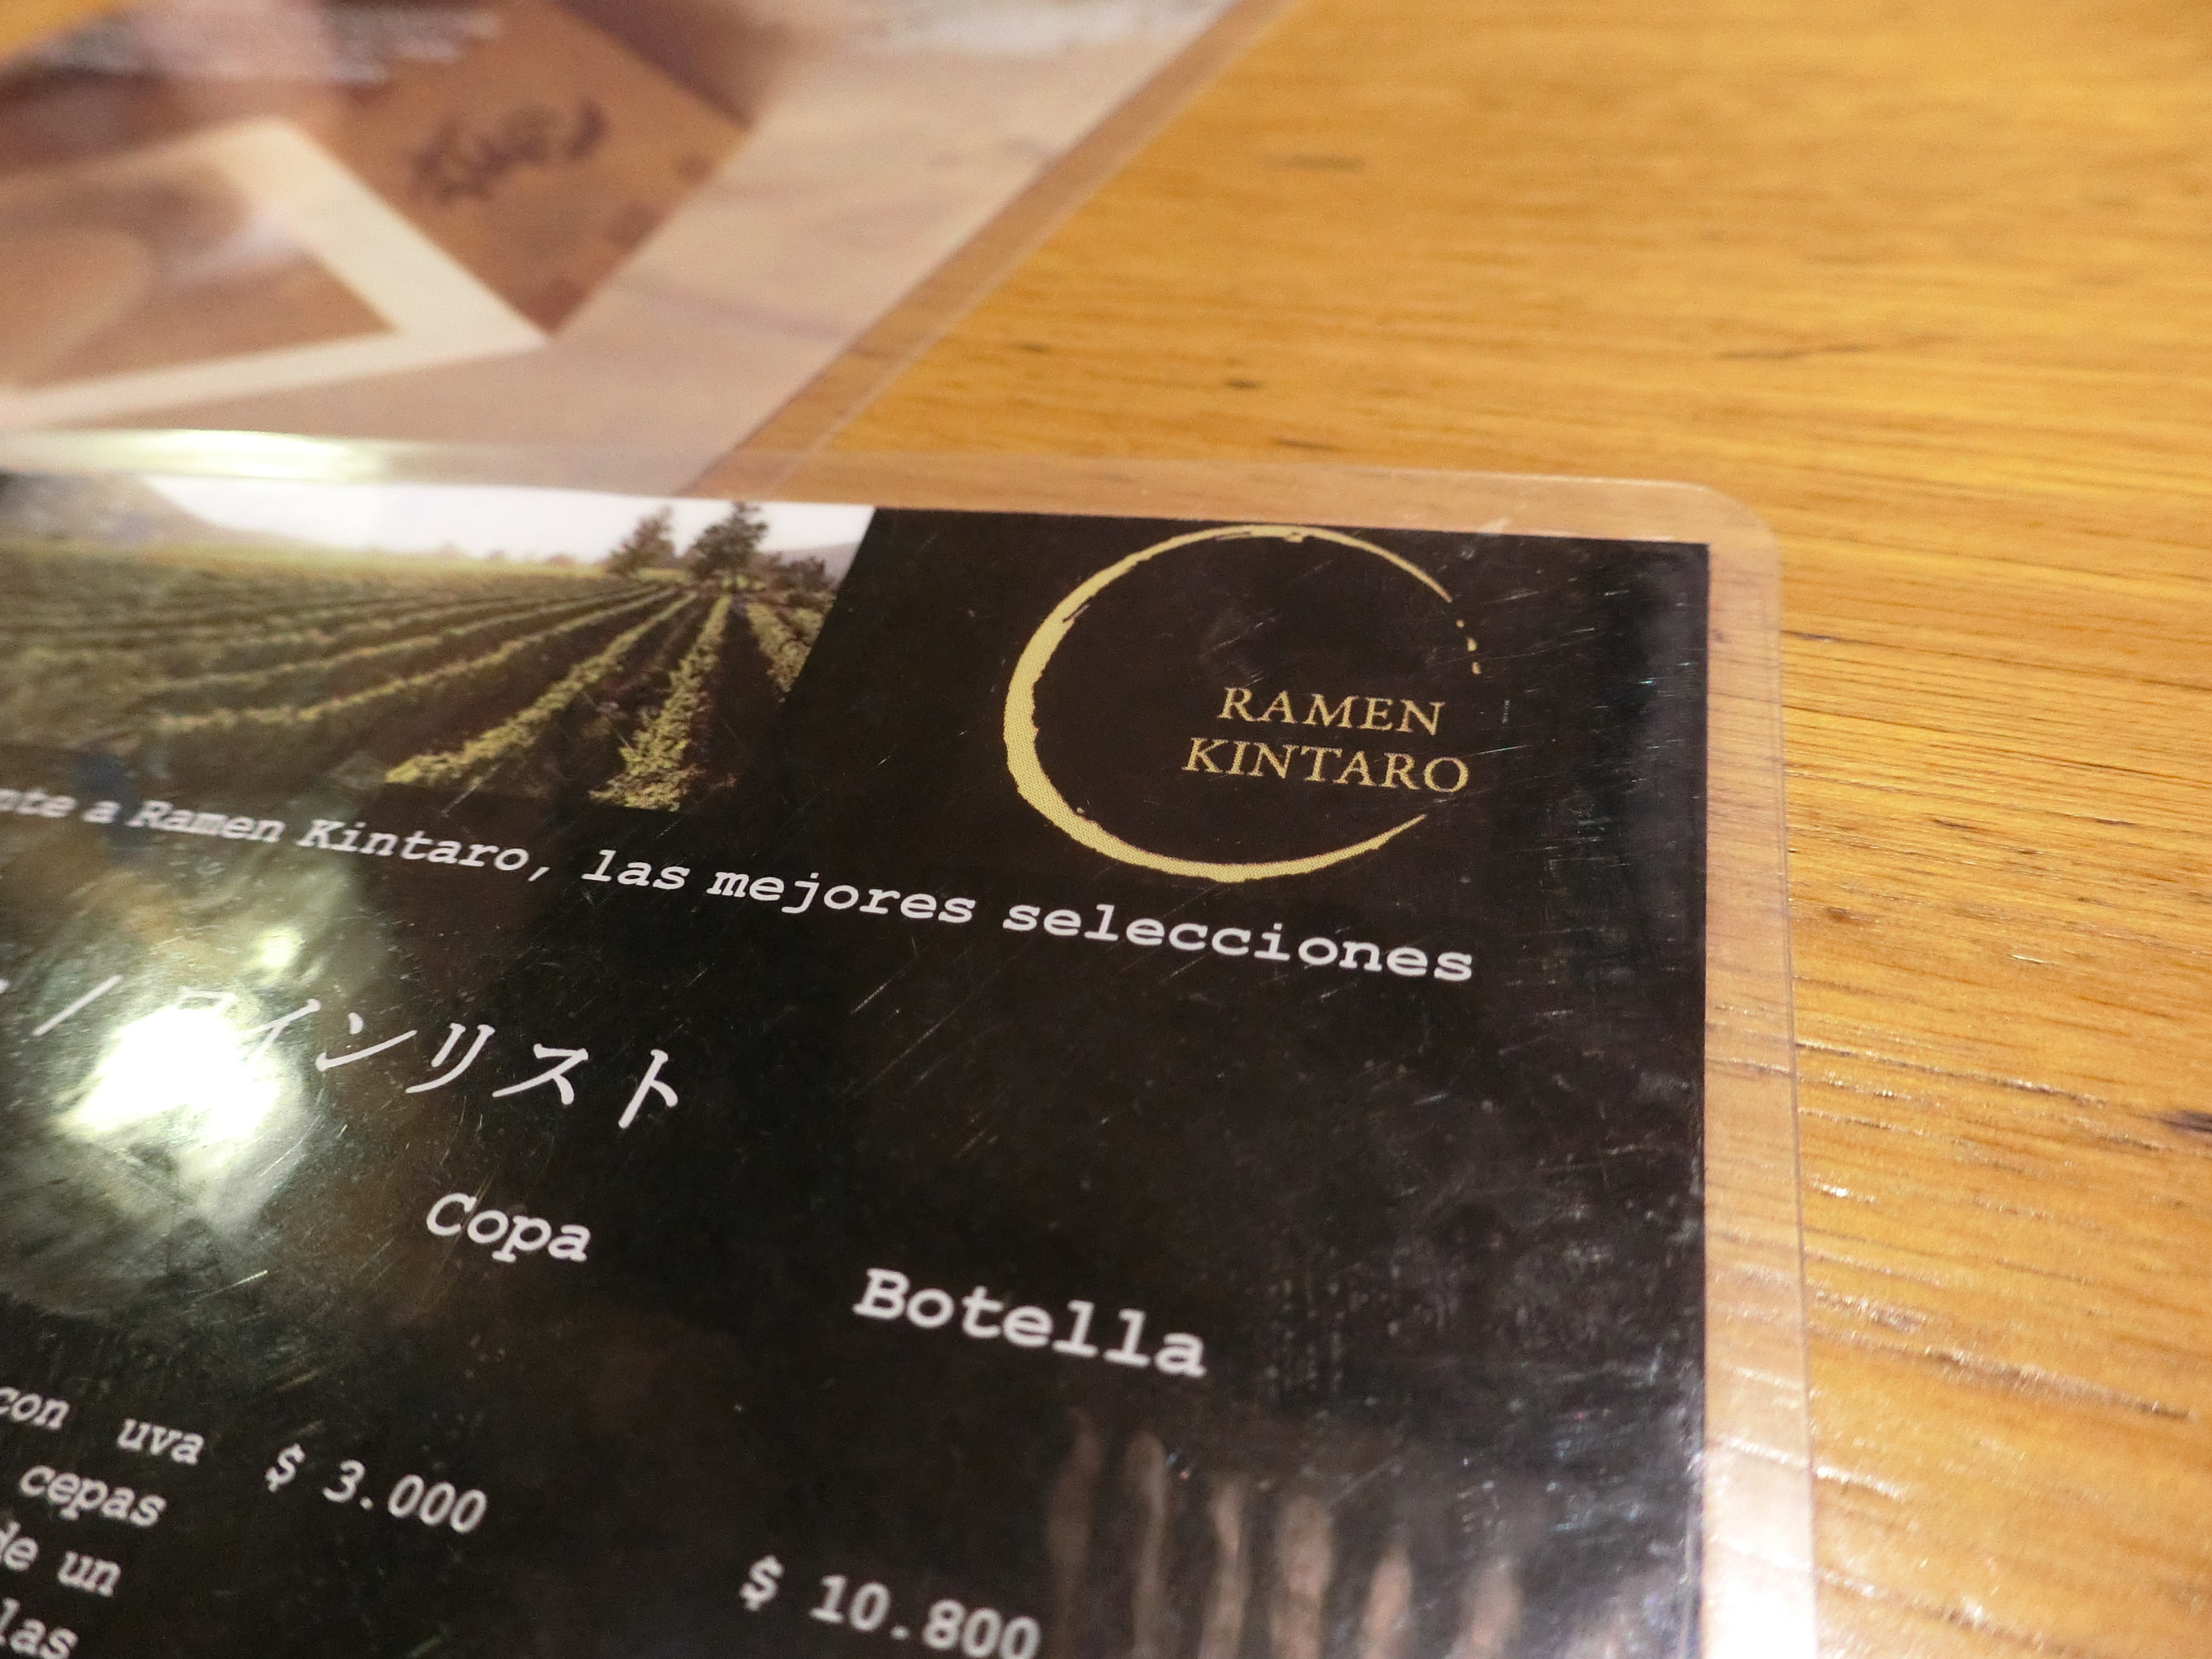 RAMEN
KINTARO
a Ramen Kintaro, las mejores selecciones
/ ワインリスト
Copa
Botella
con uva $ 3.000
cepas
de un
$ 10.800
las